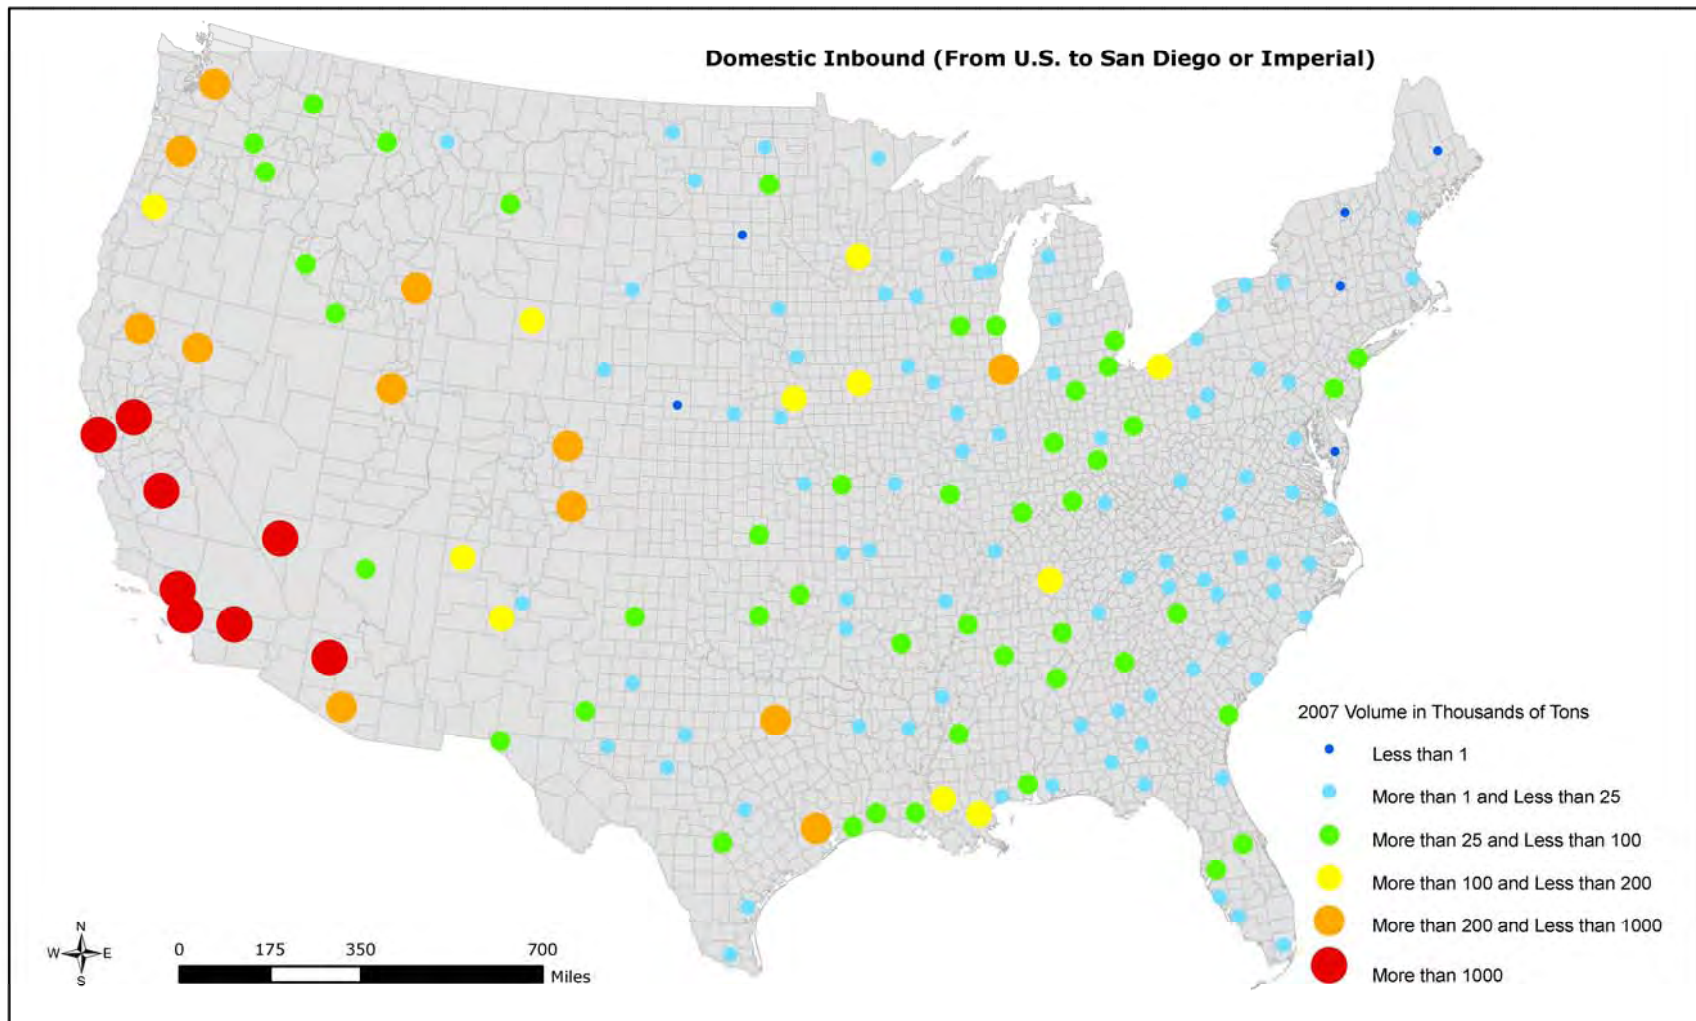 Domestic Inbound (From U.S. to San Diego or Imperial)
2007 Volume in Thousands of Tons
Less than 1
More than 1 and Less than 25
More than 25 and Less than 100
More than 100 and Less than 200
More than 200 and Less than 1000
More than 1000
N
W E
S
0 175 350 700
Miles